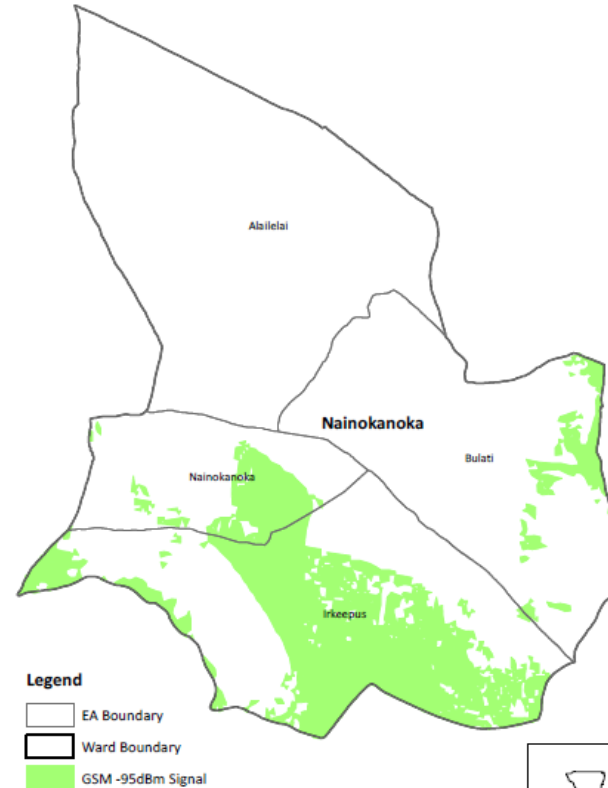 Alailelai
Nainokanoka
Bulati
Nainokanoka
Irkeepus
Legend
EA Boundary
Ward Boundary
GSM -95dBm Signal